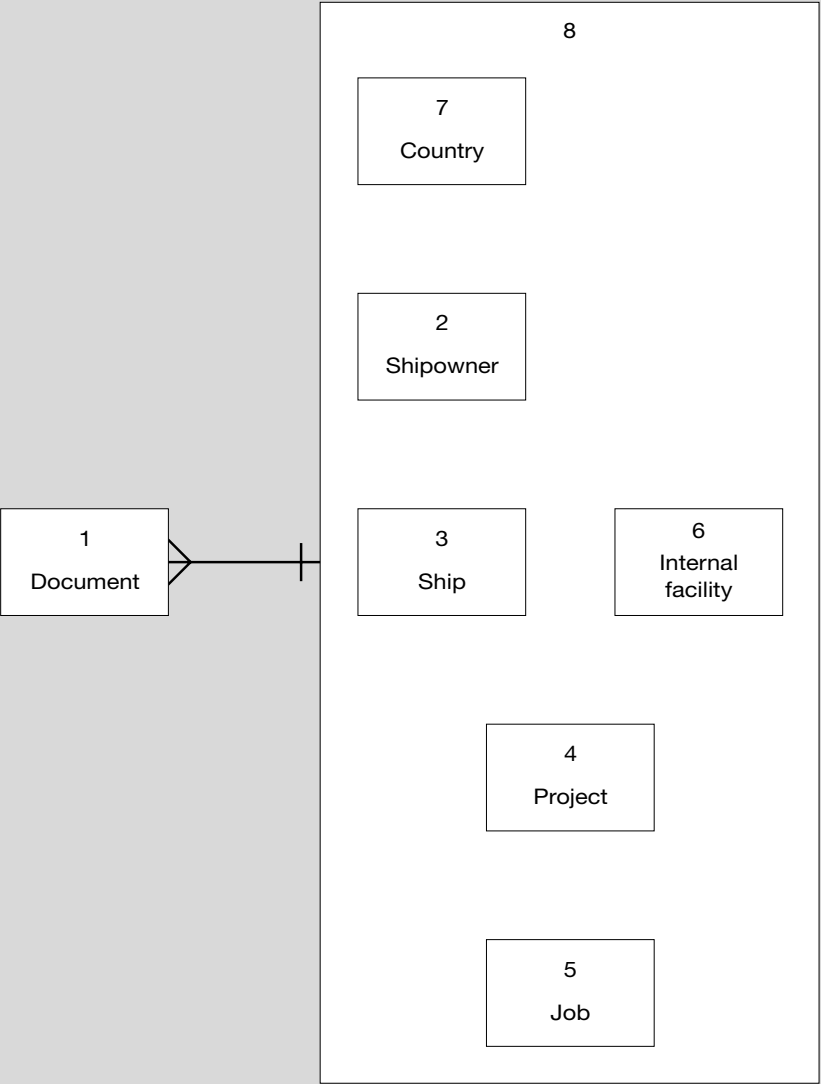 8
7
Country
2
Shipowner
1
Document
3
Ship
6
Internal
facility
4
Project
5
Job